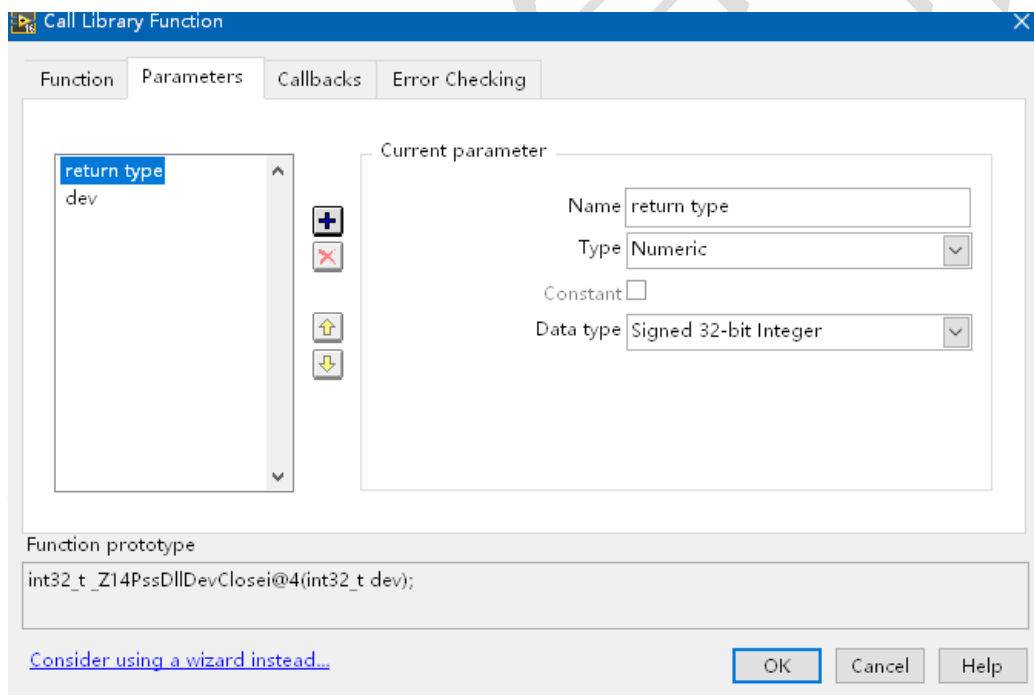 Call Library Function
Function Parameters Callbacks Error Checking
return type
dev
Current parameter
Name return type
Type Numeric
Constant
Data type Signed 32-bit Integer
Function prototype
int32_t _Z14PssDllDevClosei@4(int32_t dev);
Consider using a wizard instead...
OK Cancel Help